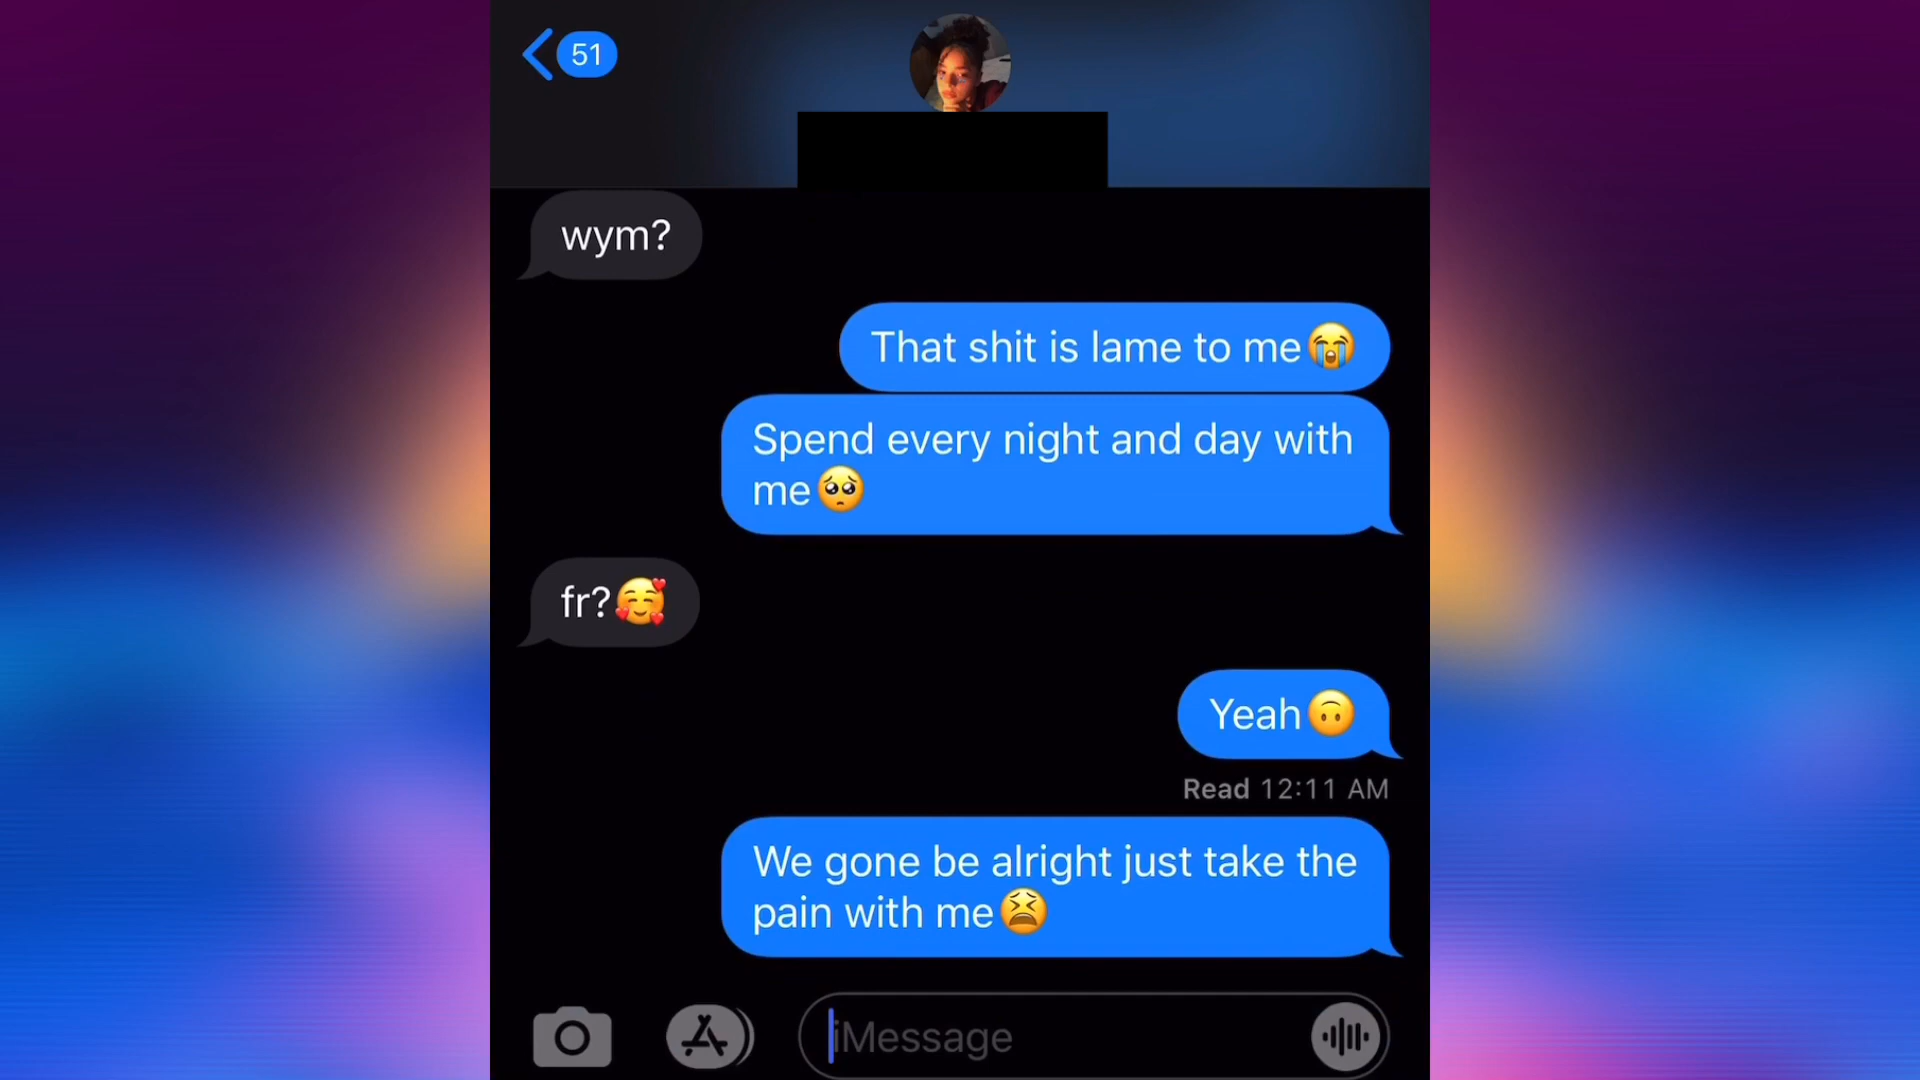 51
wym?
That shit is lame to me😭
Spend every night and day with
me🥺
fr?🥰
Yeah🙃
Read 12:11 AM
We gone be alright just take the
pain with me😫
iMessage